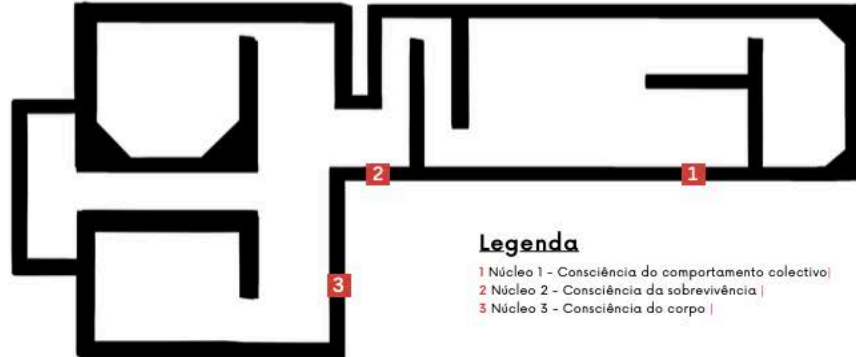 2
1
3
Legenda
1 Núcleo 1 - Consciência do comportamento colectivo|
2 Núcleo 2 - Consciência da sobrevivência |
3 Núcleo 3 - Consciência do corpo |